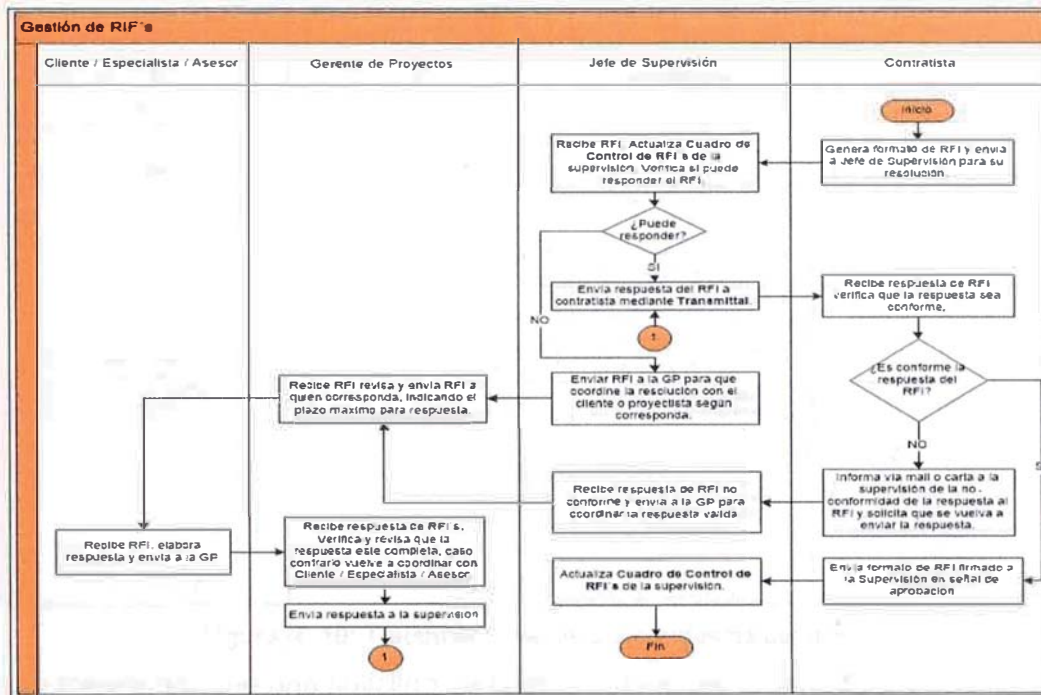 Gestión de RIF´s
Cliente / Especialista / Asesor
Gerente de Proyectos
Jefe de Supervisión
Contratista
Inicio
Genera formato de RFI y envia
a Jefe de Supervisión para su
resolución.
Recibe RFI, Actualiza Cuadro de
Control de RFI´s de la
supervisión. Verifica si puede
responder el RFI.
¿Puede
responder?
SI
NO
Envía respuesta del RFI a
contratista mediante Transmittal.
1
Recibe respuesta de RFI
verifica que la respuesta sea
conforme.
¿Es conforme la
respuesta del
RFI?
NO
S
Enviar RFI a la GP para que
coordine la resolución con el
cliente o proyectista según
corresponda.
Recibe RFI revisa y envía RFI a
quien corresponda, indicando el
plazo maximo para respuesta.
Informa via mail o carta a la
supervisión de la no-
conformidad de la respuesta al
RFI y solicita que se vuelva a
enviar la respuesta.
Recibe respuesta de RFI no
conforme y envía a la GP para
coordinar la respuesta valida.
Recibe RFI, elabora
respuesta y envía a la GP
Recibe respuesta de RFI´s,
Verifica y revisa que la
respuesta este completa, caso
contrario vuelve a coordinar con
Cliente / Especialista / Asesor
Envía respuesta a la supervisión
1
Envía formato de RFI firmado a
la Supervisión en señal de
aprobación
Actualiza Cuadro de Control de
RFI´s de la supervisión.
Fin